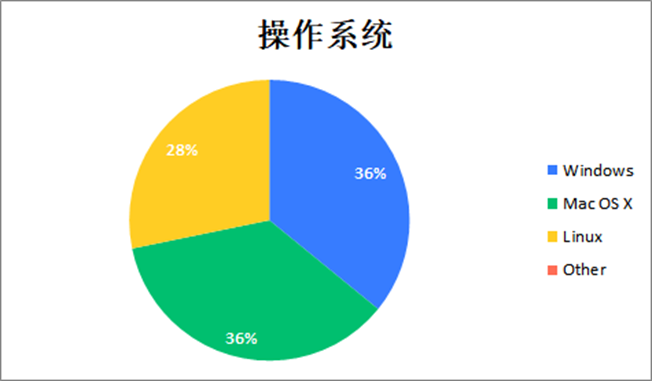 操作系统
28%
36%
36%
Windows
Mac OS X
Linux
Other